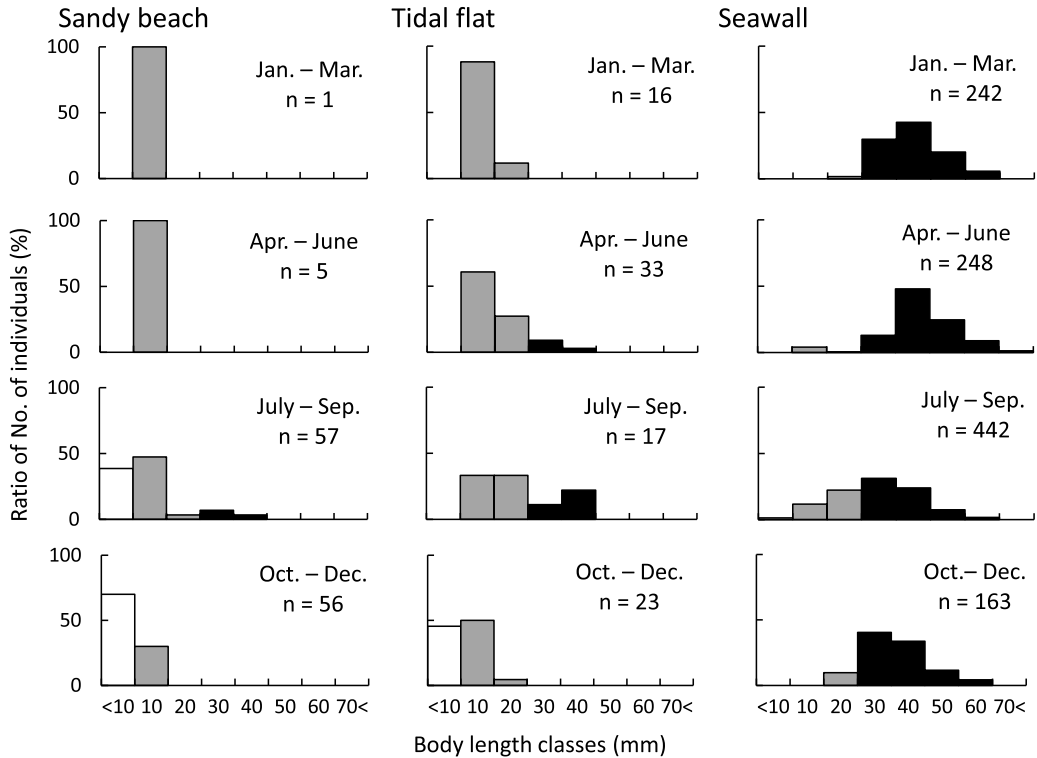 Sandy beach
Tidal flat
Seawall
Ratio of No. of individuals (%)
100
50
0
Jan. – Mar.
n = 1
Jan. – Mar.
n = 16
Jan. – Mar.
n = 242
100
50
0
Apr. – June
n = 5
Apr. – June
n = 33
Apr. – June
n = 248
100
50
0
July – Sep.
n = 57
July – Sep.
n = 17
July – Sep.
n = 442
100
50
0
Oct. – Dec.
n = 56
Oct. – Dec.
n = 23
Oct.– Dec.
n = 163
<10 10 20 30 40 50 60 70<
<10 10 20 30 40 50 60 70<
<10 10 20 30 40 50 60 70<
Body length classes (mm)